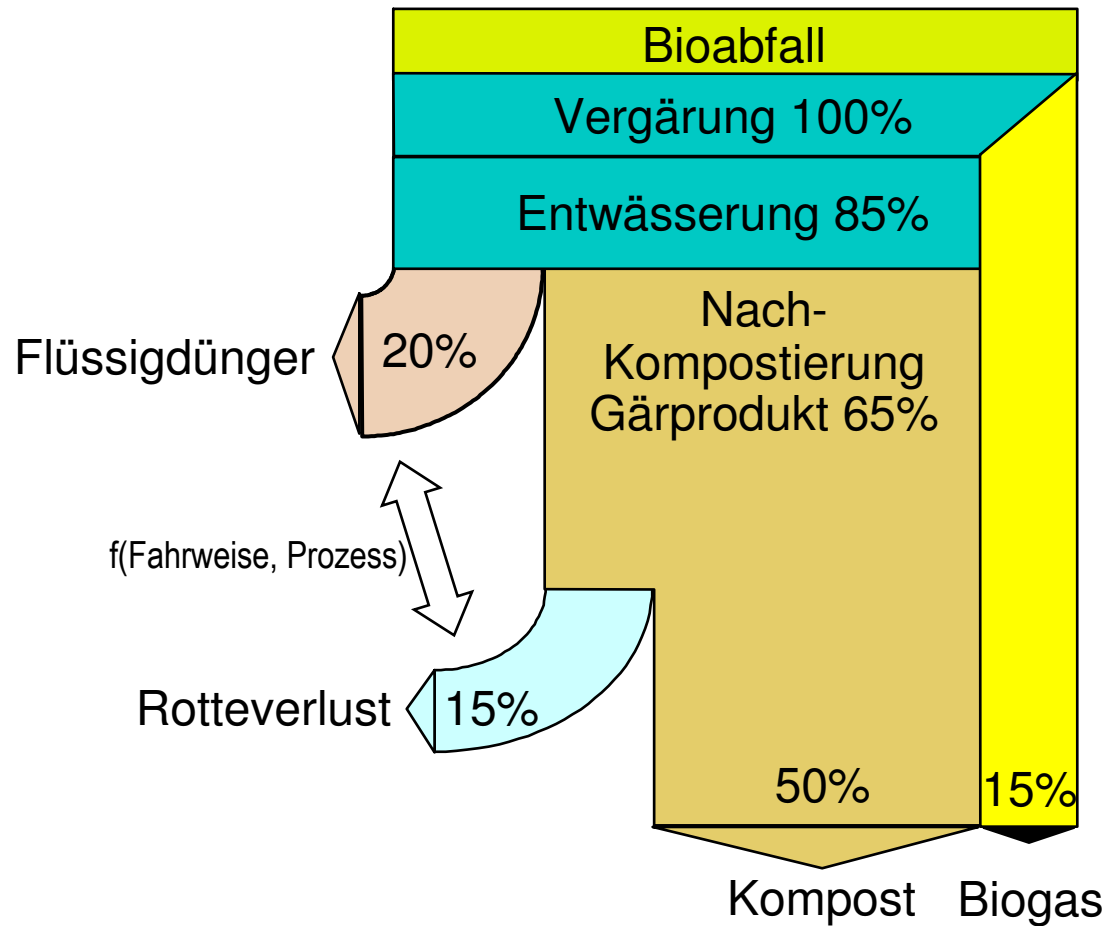 Bioabfall
Vergärung 100%
Entwässerung 85%
Nach-
Kompostierung
Gärprodukt 65%
Flüssigdünger
20%
f(Fahrweise, Prozess)
Rotteverlust
15%
50%
15%
Kompost
Biogas